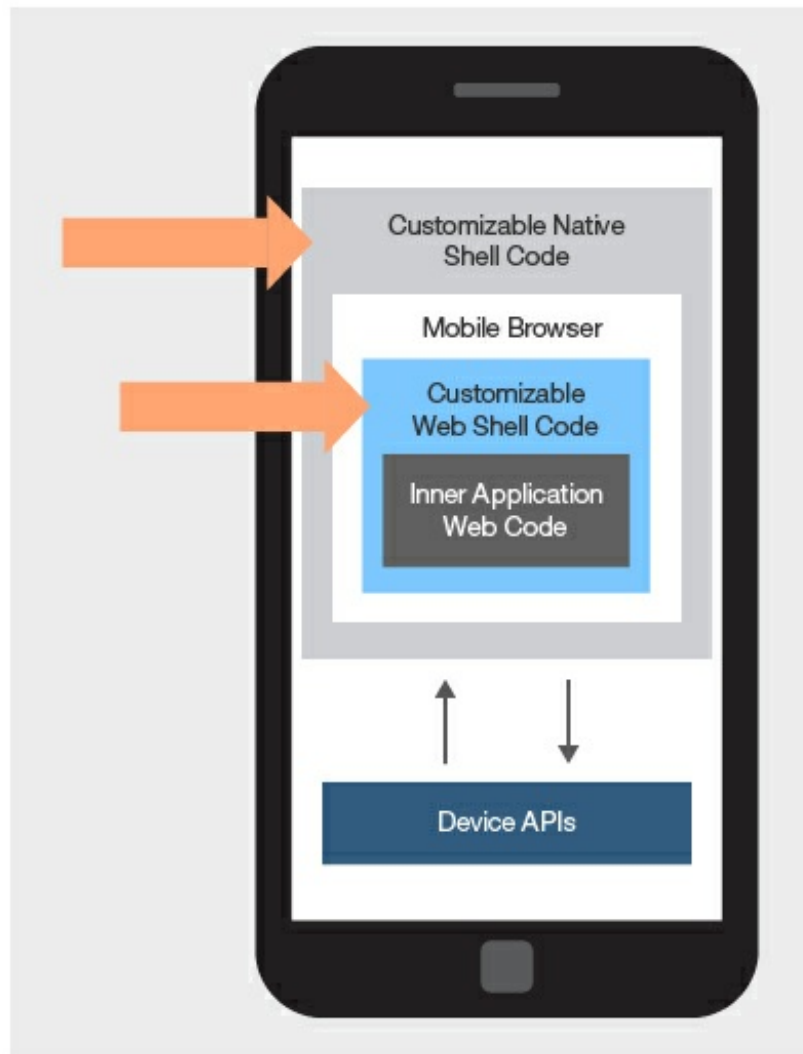 Customizable Native
Shell Code
Mobile Browser
Customizable
Web Shell Code
Inner Application
Web Code
Device APIs